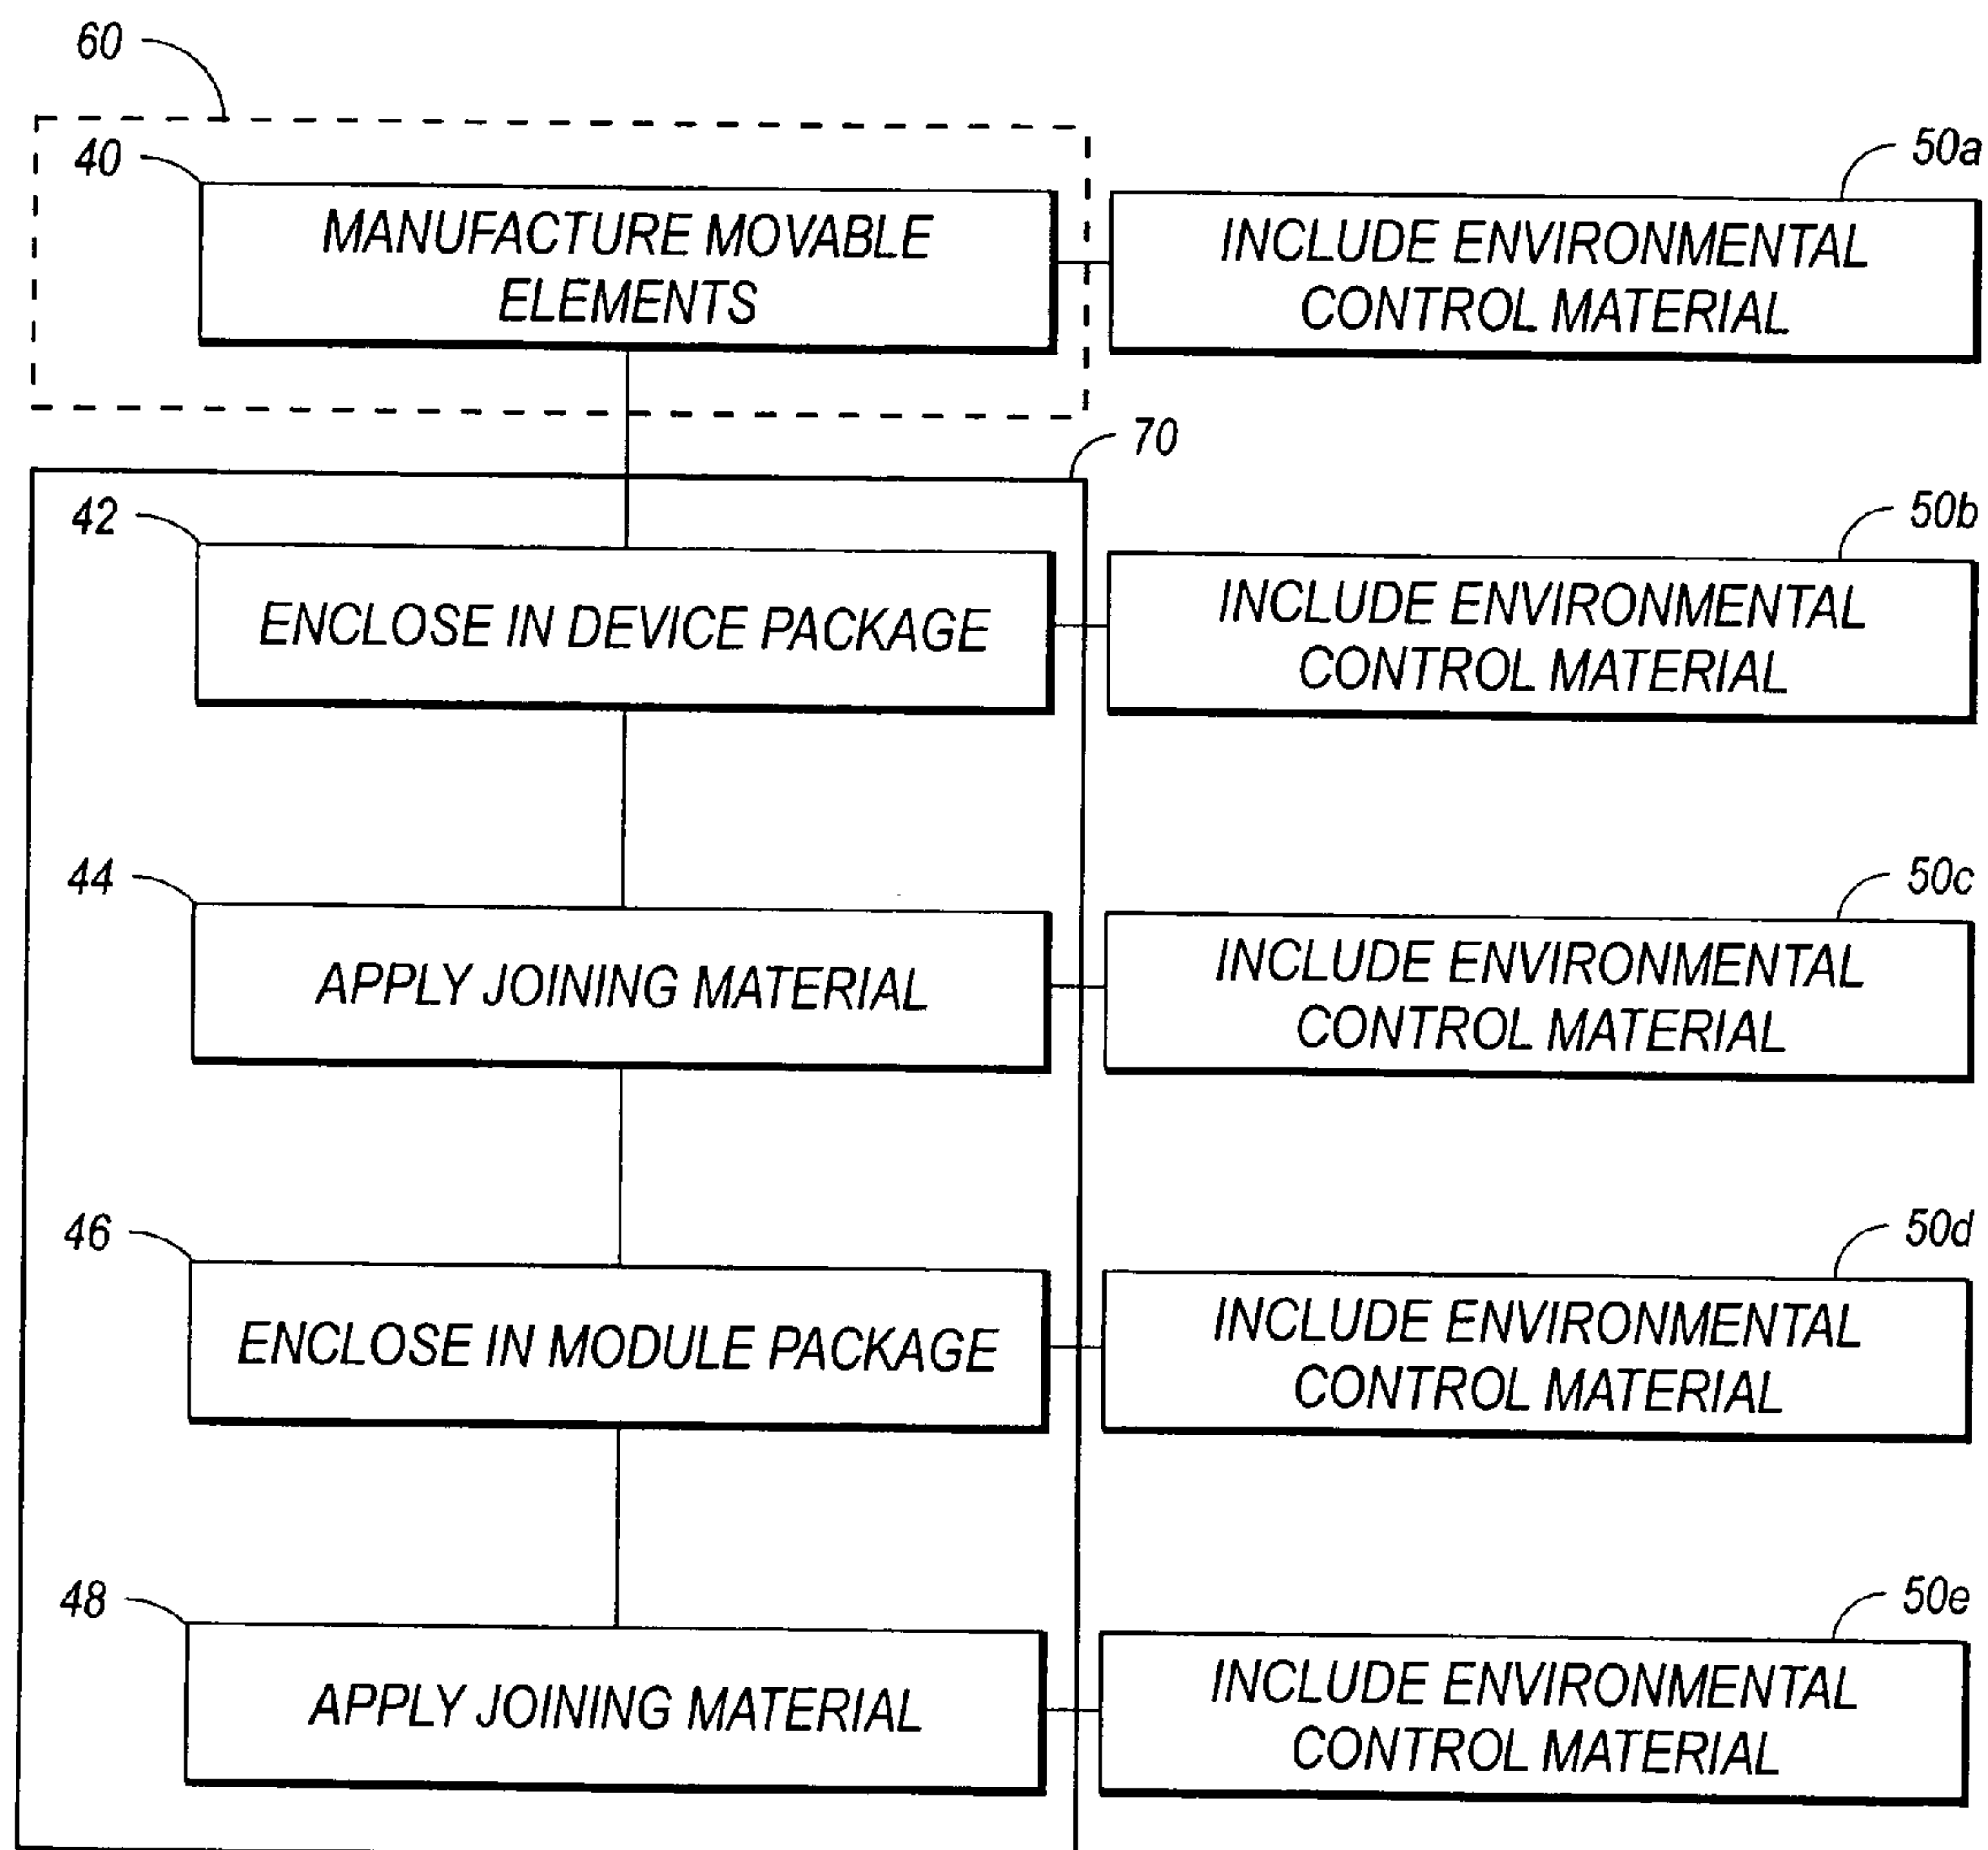 60
40
MANUFACTURE MOVABLE
ELEMENTS
50a
INCLUDE ENVIRONMENTAL
CONTROL MATERIAL
70
42
ENCLOSE IN DEVICE PACKAGE
50b
INCLUDE ENVIRONMENTAL
CONTROL MATERIAL
44
APPLY JOINING MATERIAL
50c
INCLUDE ENVIRONMENTAL
CONTROL MATERIAL
46
ENCLOSE IN MODULE PACKAGE
50d
INCLUDE ENVIRONMENTAL
CONTROL MATERIAL
48
APPLY JOINING MATERIAL
50e
INCLUDE ENVIRONMENTAL
CONTROL MATERIAL